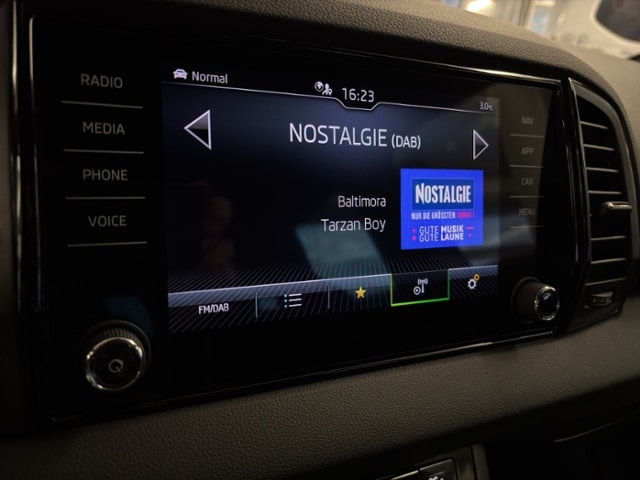 RADIO
MEDIA
PHONE
VOICE
Normal
16:23
3.0°C
NOSTALGIE (DAB)
Baltimora
Tarzan Boy
NOSTALGIE
NUR DIE GRÖSSTEN
GUTE MUSIK
GUTE LAUNE
FM/DAB
NAV
APP
CAR
MENU